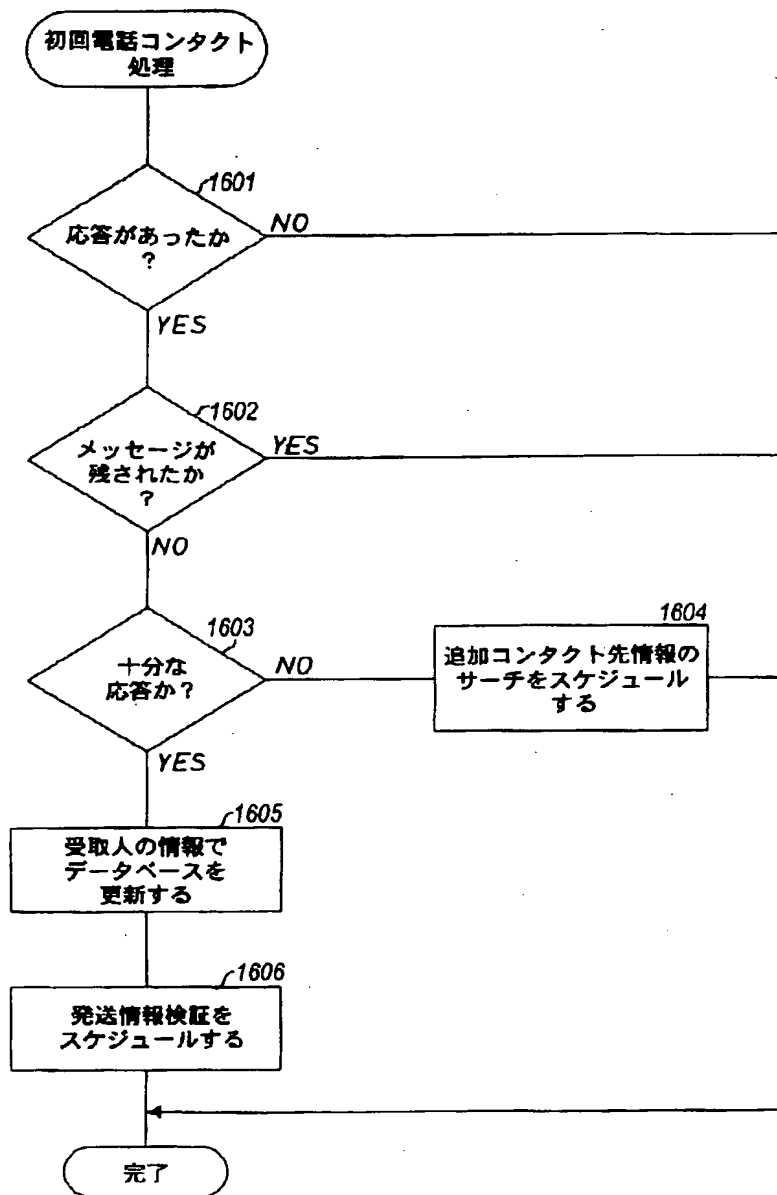 初回電話コンタクト
処理
1601
応答があったか
?
NO
YES
1602
メッセージが
残されたか
?
YES
NO
1603
十分な
応答か?
NO
YES
1604
追加コンタクト先情報の
サーチをスケジュール
する
1605
受取人の情報で
データベースを
更新する
1606
発送情報検証を
スケジュールする
完了